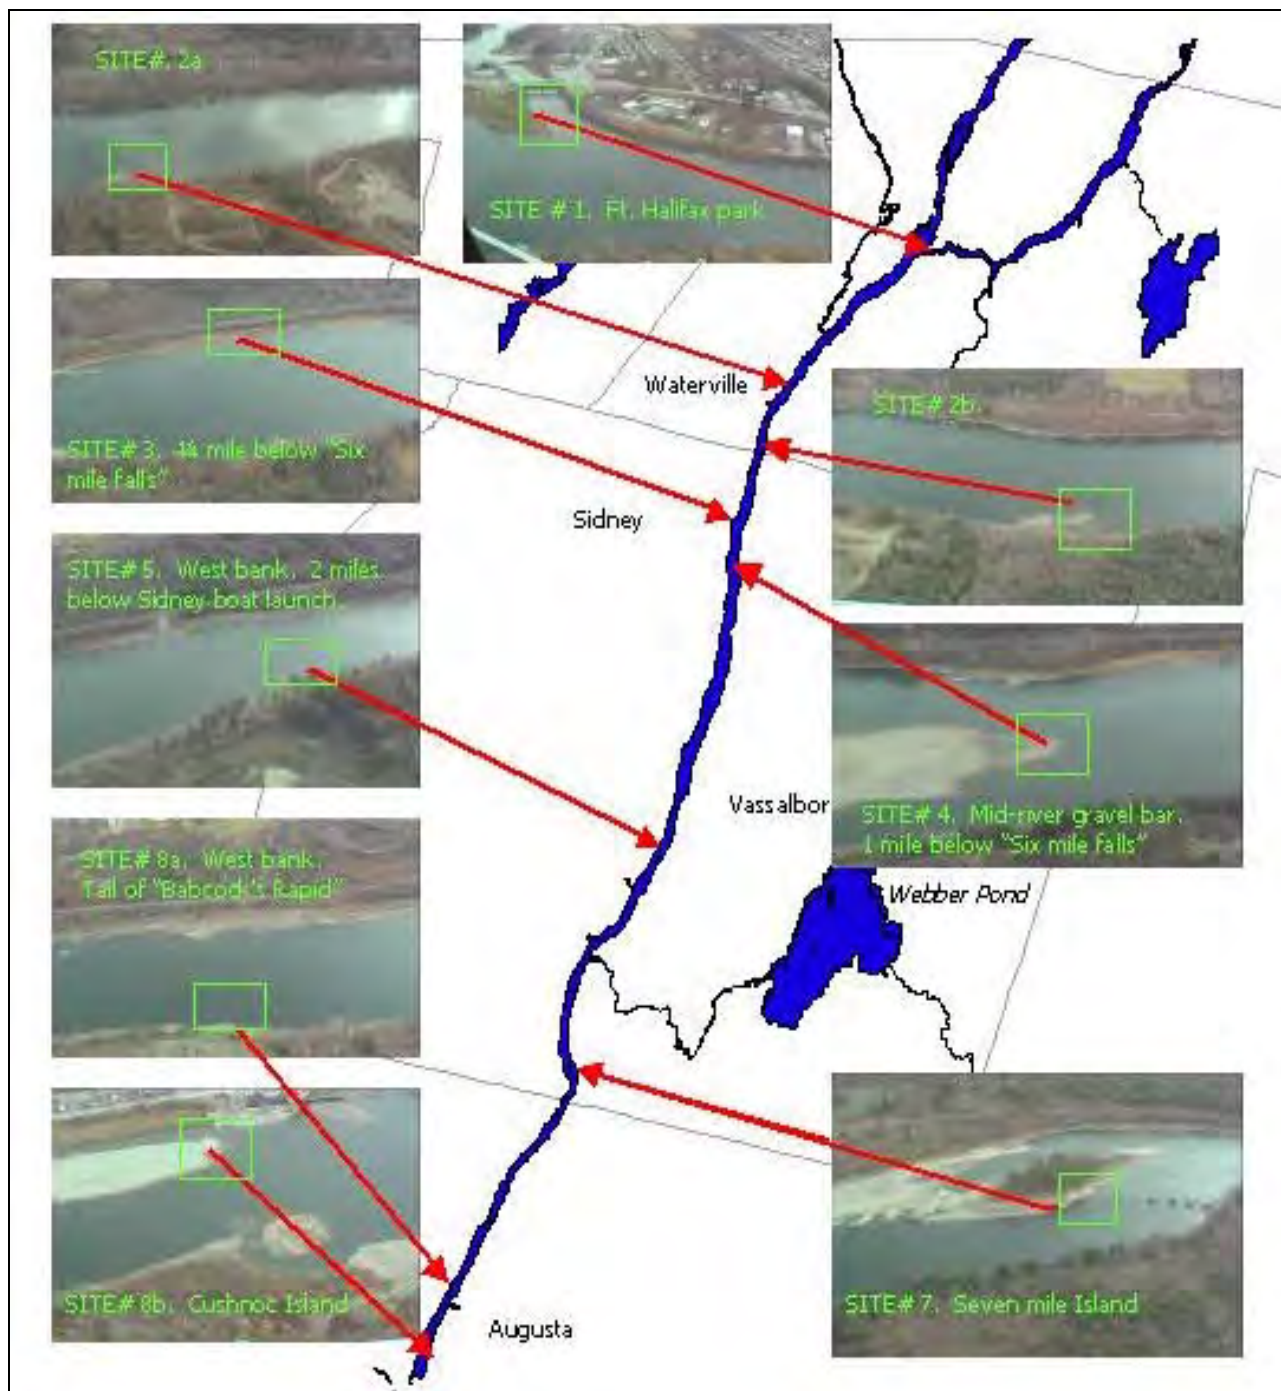 SITE#. 2a
SITE # 1. Ft. Halifax park
Waterville
SITE# 2b.
SITE# 3. ¼ mile below "Six
mile falls"
Sidney
SITE# 5. West bank. 2 miles
below Sidney boat launch.
Vassalbor
SITE# 4. Mid-river gravel bar.
1 mile below "Six mile falls"
SITE# 8a. West bank.
Tail of "Babcock's Rapid"
Webber Pond
SITE# 8b. Cushnoc Island
SITE# 7. Seven mile Island
Augusta